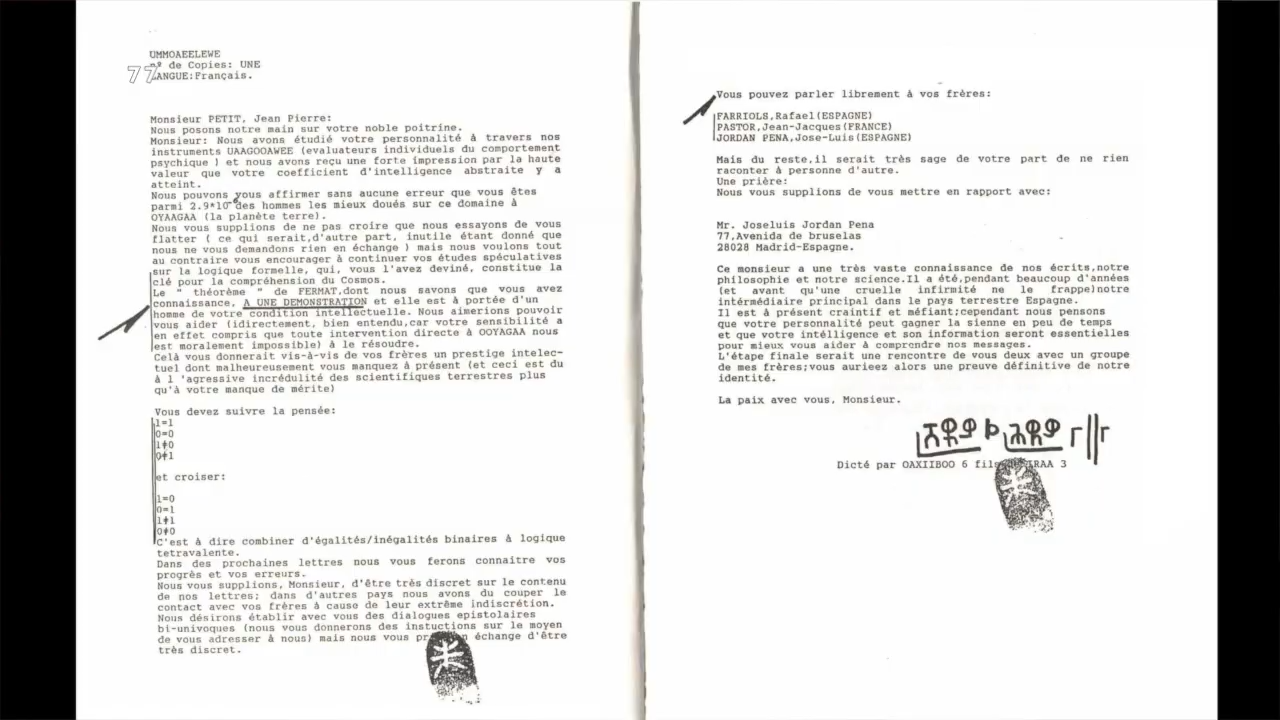 UMMOAEELEWE
nº de Copies: UNE
77
LANGUE:Français.
Monsieur PETIT, Jean Pierre:
Nous posons notre main sur votre noble poitrine.
Monsieur: Nous avons étudié votre personnalité à travers nos
instruments UAAGOOAWEE (evaluateurs individuels du comportement
psychique ) et nous avons reçu une forte impression par la haute
valeur que votre coefficient d'intelligence abstraite y a
atteint.
Nous pouvons vous affirmer sans aucune erreur que vous êtes
parmi 2.9*10 des hommes les mieux doués sur ce domaine à
OYAAGAA (la planète terre).
Nous vous supplions de ne pas croire que nous essayons de vous
flatter ( ce qui serait,d'autre part, inutile étant donné que
nous ne vous demandons rien en échange ) mais nous voulons tout
au contraire vous encourager à continuer vos études spéculatives
sur la logique formelle, qui, vous l'avez deviné, constitue la
clé pour la compréhension du Cosmos.
Le " théorème " de FERMAT,dont nous savons que vous avez
connaissance, A UNE DEMONSTRATION et elle est à portée d'un
homme de votre condition intellectuelle. Nous aimerions pouvoir
vous aider (idirectement, bien entendu,car votre sensibilité a
en effet compris que toute intervention directe à OOYAGAA nous
est moralement impossible) à le résoudre.
Celà vous donnerait vis-à-vis de vos frères un prestige intelec-
tuel dont malheureusement vous manquez à présent (et ceci est du
à l 'agressive incrédulité des scientifiques terrestres plus
qu'à votre manque de mérite)
Vous devez suivre la pensée:
1=1
0=0
1≠0
0≠1
et croiser:
1=0
0=1
1≠1
0≠0
C'est à dire combiner d'égalités/inégalités binaires à logique
tetravalente.
Dans des prochaines lettres nous vous ferons connaitre vos
progrès et vos erreurs.
Nous vous supplions, Monsieur, d'être très discret sur le contenu
de nos lettres; dans d'autres pays nous avons du couper le
contact avec vos frères à cause de leur extrême indiscrétion.
Nous désirons établir avec vous des dialogues epistolaires
bi-univoques (nous vous donnerons des instuctions sur le moyen
de vous adresser à nous) mais nous vous échange d'être
très discret.
Vous pouvez parler librement à vos frères:
FARRIOLS,Rafael(ESPAGNE)
PASTOR,Jean-Jacques(FRANCE)
JORDAN PENA,Jose-Luis(ESPAGNE)
Mais du reste,il serait très sage de votre part de ne rien
raconter à personne d'autre.
Une prière:
Nous vous supplions de vous mettre en rapport avec:
Mr. Joseluis Jordan Pena
77,Avenida de bruselas
28028 Madrid-Espagne.
Ce monsieur a une très vaste connaissance de nos écrits,notre
philosophie et notre science.Il a été,pendant beaucoup d'années
(et avant qu'une cruelle infirmité ne le frappe)notre
intérmédiaire principal dans le pays terrestre Espagne.
Il est à présent craintif et méfiant;cependant nous pensons
que votre personnalité peut gagner la sienne en peu de temps
et que votre intélligence et son information seront essentielles
pour mieux vous aider à comprendre nos messages.
L'étape finale serait une rencontre de vous deux avec un groupe
de mes frères;vous aurieez alors une preuve définitive de notre
identité.
La paix avec vous, Monsieur.
Dicté par OAXIIBOO 6 fils IRAA 3